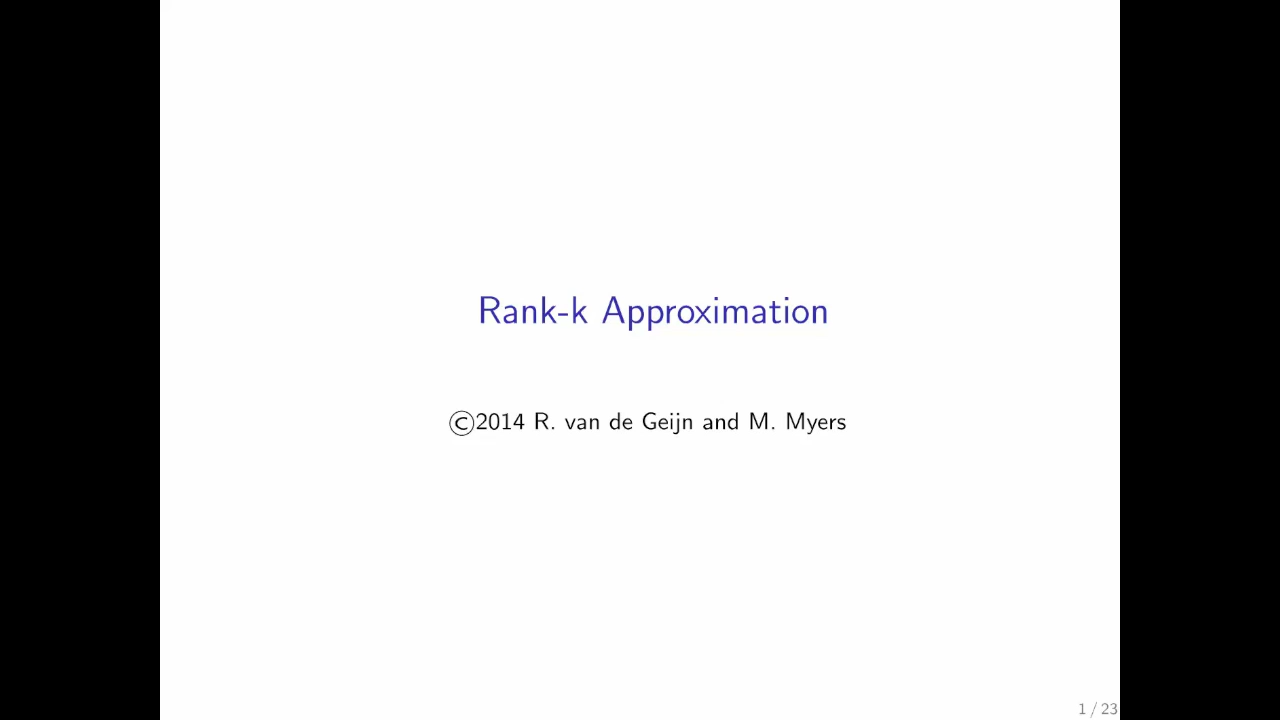 Rank-k Approximation
©2014 R. van de Geijn and M. Myers
1 / 23